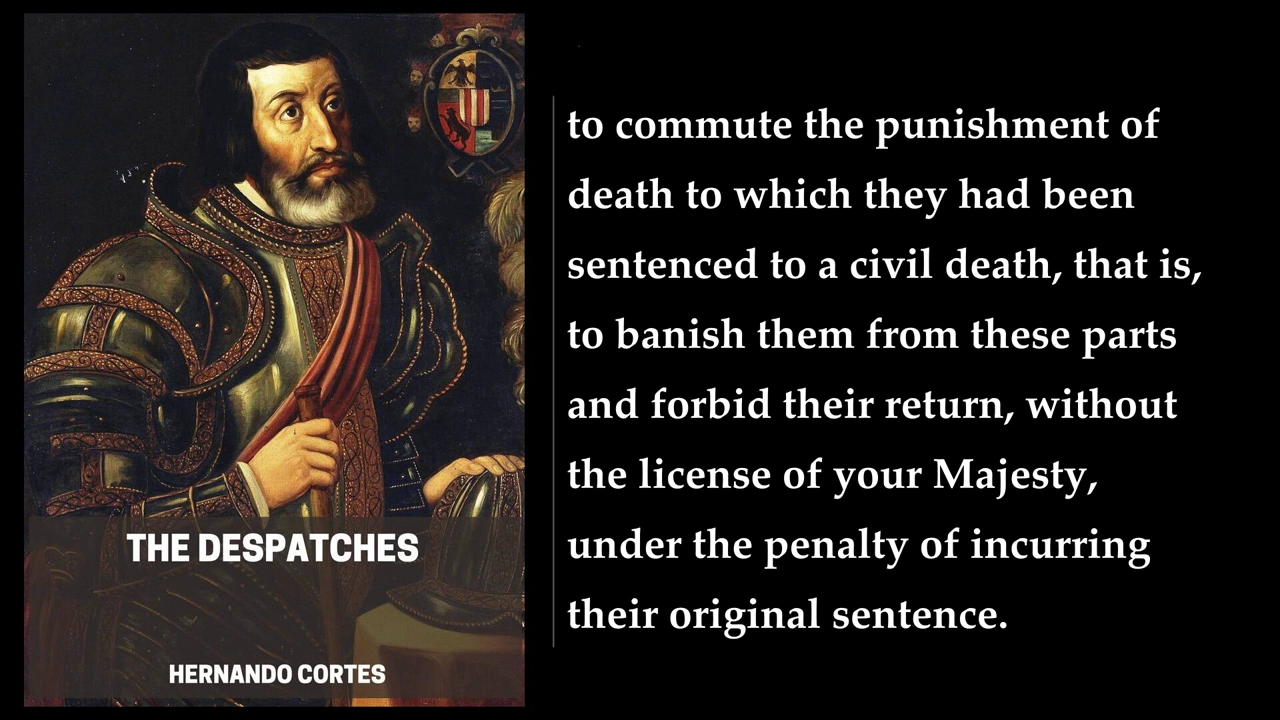 THE DESPATCHES
HERNANDO CORTES
to commute the punishment of
death to which they had been
sentenced to a civil death, that is,
to banish them from these parts
and forbid their return, without
the license of your Majesty,
under the penalty of incurring
their original sentence.